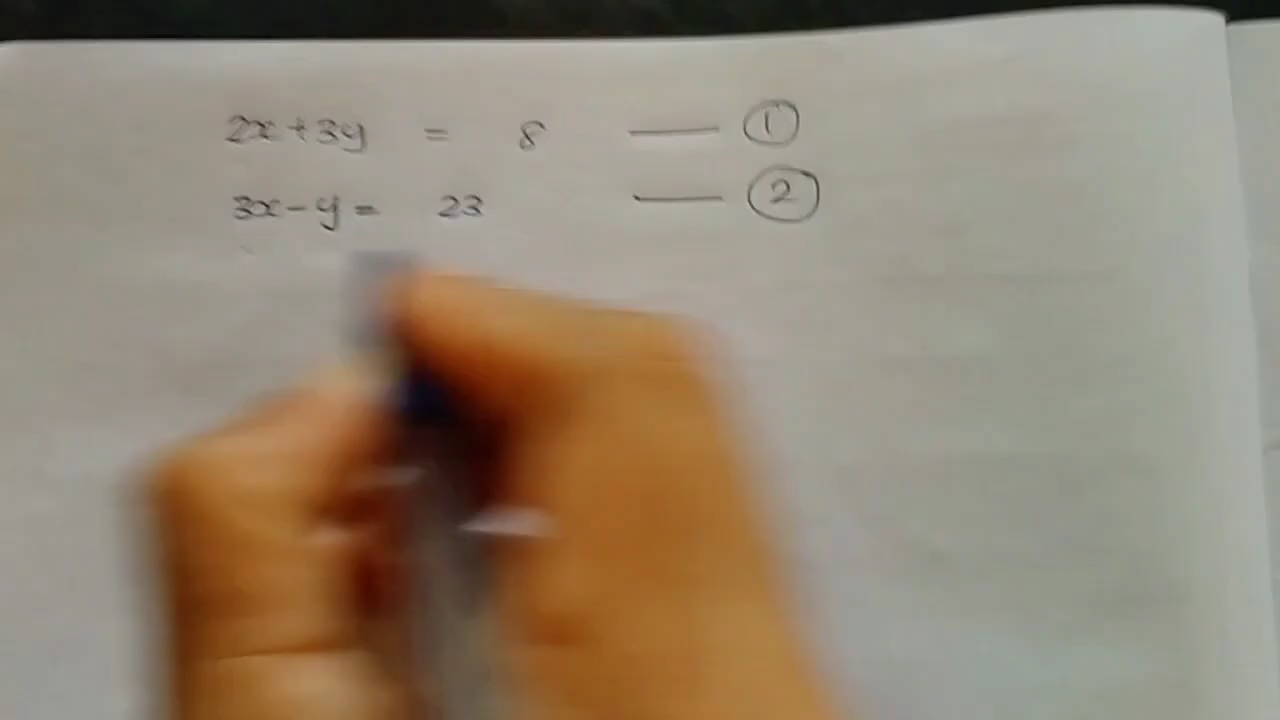 2x+3y = 8 —— ①
3x-y = 23 —— ②